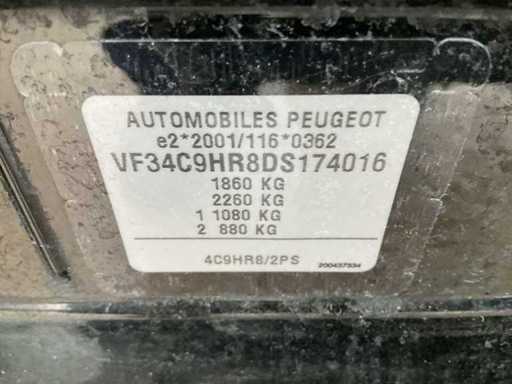 AUTOMOBILES PEUGEOT
e2*2001/116*0362
VF34C9HR8DS174016
1860 KG
2260 KG
1 1080 KG
2 880 KG
4C9HR8/2PS
200437534